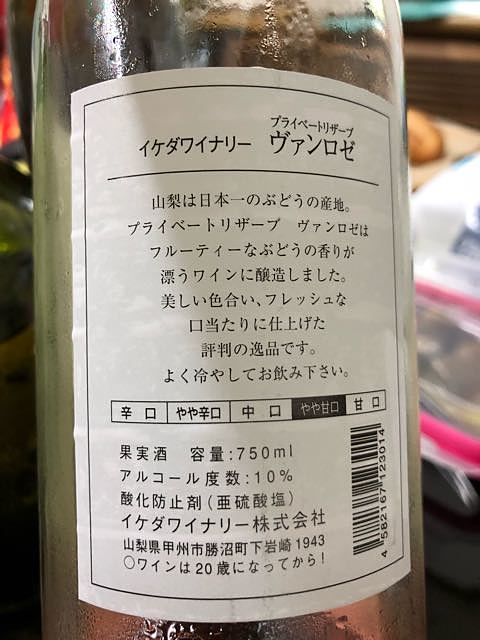 プライベートリザーブ
イケダワイナリー ヴァンロゼ
山梨は日本一のぶどうの産地。
プライベートリザーブ ヴァンロゼは
フルーティーなぶどうの香りが
漂うワインに醸造しました。
美しい色合い、フレッシュな
口当たりに仕上げた
評判の逸品です。
よく冷やしてお飲み下さい。
辛口 やや辛口 中口 やや甘口 甘口
果実酒 容量:750ml
アルコール度数:10%
酸化防止剤(亜硫酸塩)
イケダワイナリー株式会社
山梨県甲州市勝沼町下岩崎1943
○ワインは20歳になってから!
4582167123014